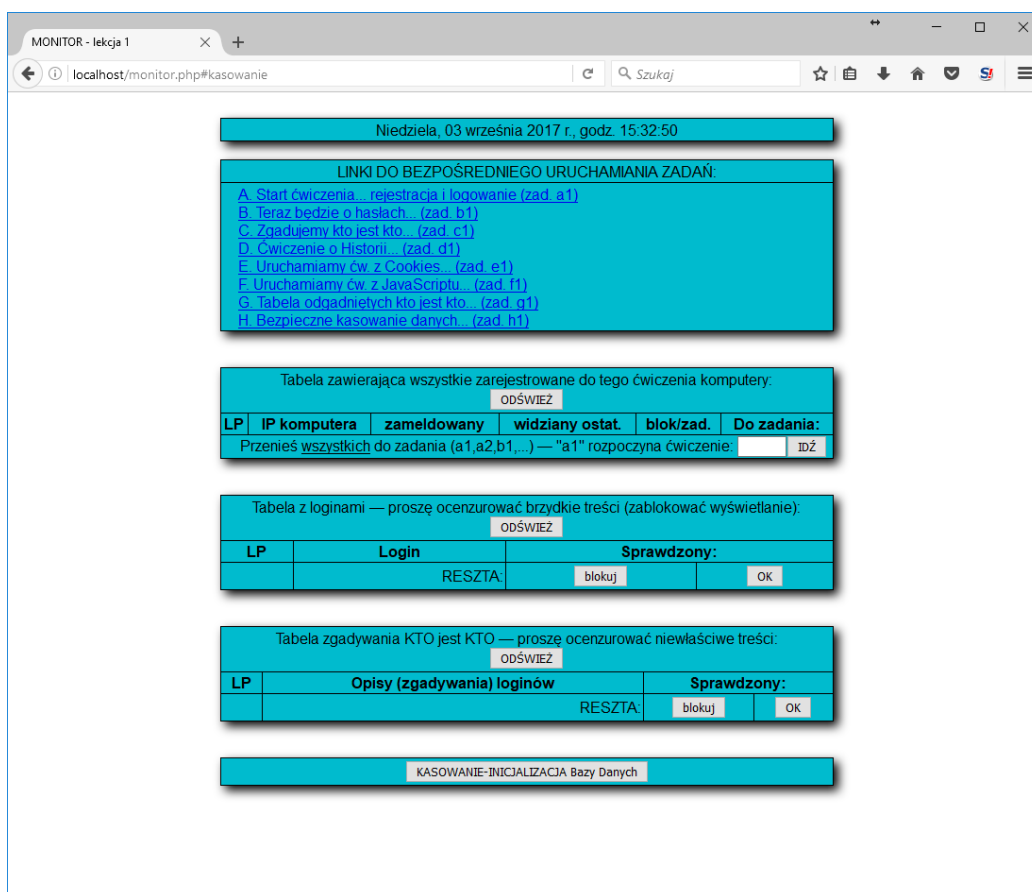 MONITOR - lekcja 1
localhost/monitor.php#kasowanie
Szukaj
Niedziela, 03 wrzešnia 2017 r., godz. 15:32:50
LINKI DO BEZPOŚREDNIEGO URUCHAMIANIA ZADAŃ:
A. Start ćwiczenia... rejestracja i logowanie (zad. a1)
B. Teraz będzie o hasłach... (zad. b1)
C. Zgadujemy kto jest kto... (zad. c1)
D. Ćwiczenie o Historii... (zad. d1)
E. Uruchamiamy ćw. z Cookies... (zad. e1)
F. Uruchamiamy ćw. z JavaScriptu... (zad. f1)
G. Tabela odgadniętych kto jest kto... (zad. g1)
H. Bezpieczne kasowanie danych... (zad. h1)
Tabela zawierająca wszystkie zarejestrowane do tego ćwiczenia komputery:
ODŚWIEŻ
LP IP komputera zameldowany widziany ostat. blok/zad. Do zadania:
Przenieś wszystkich do zadania (a1,a2,b1,...) — "a1" rozpoczyna ćwiczenie: IDŹ
Tabela z loginami — proszę ocenzurować brzydkie treści (zablokować wyświetlanie):
ODŚWIEŻ
LP Login Sprawdzony:
RESZTA: blokuj OK
Tabela zgadywania KTO jest KTO — proszę ocenzurować niewłaściwe treści:
ODŚWIEŻ
LP Opisy (zgadywania) loginów Sprawdzony:
RESZTA: blokuj OK
KASOWANIE-INICJALIZACJA Bazy Danych